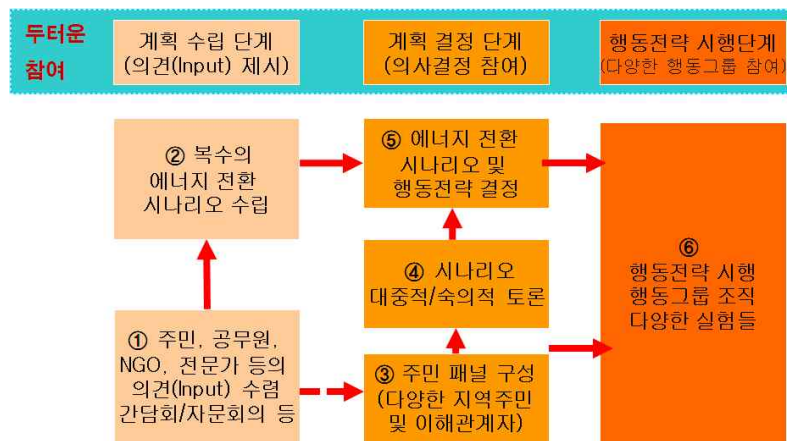 두터운
참여
계획 수립 단계
(의견(Input) 제시)
계획 결정 단계
(의사결정 참여)
행동전략 시행단계
(다양한 행동그룹 참여)
② 복수의
에너지 전환
시나리오 수립
⑤ 에너지 전환
시나리오 및
행동전략 결정
④ 시나리오
대중적/숙의적 토론
⑥
행동전략 시행
행동그룹 조직
다양한 실험들
① 주민, 공무원,
NGO, 전문가 등의
의견(Input) 수렴
간담회/자문회의 등
③ 주민 패널 구성
(다양한 지역주민
및 이해관계자)